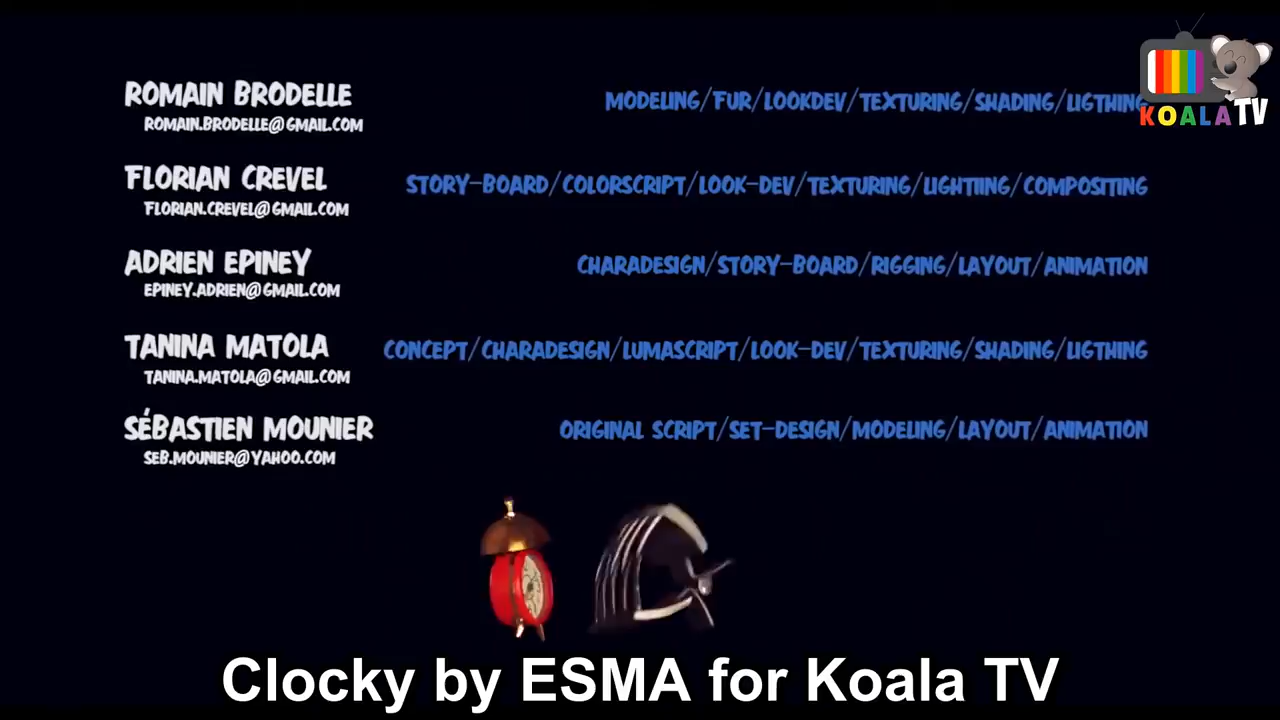 ROMAIN BRODELLE
MODELING/FUR/LOOKDEV/TEXTURING/SHADING/LIGTHING
ROMAIN.BRODELLE@GMAIL.COM
KOALA TV
FLORIAN CREVEL
STORY-BOARD/COLORSCRIPT/LOOK-DEV/TEXTURING/LIGHTIING/COMPOSITING
FLORIAN.CREVEL@GMAIL.COM
ADRIEN EPINEY
CHARADESIGN/STORY-BOARD/RIGGING/LAYOUT/ANIMATION
EPINEY.ADRIEN@GMAIL.COM
TANINA MATOLA
CONCEPT/CHARADESIGN/LUMASCRIPT/LOOK-DEV/TEXTURING/SHADING/LIGTHING
TANINA.MATOLA@GMAIL.COM
SÉBASTIEN MOUNIER
ORIGINAL SCRIPT/SET-DESIGN/MODELING/LAYOUT/ANIMATION
SEB.MOUNIER@YAHOO.COM
Clocky by ESMA for Koala TV